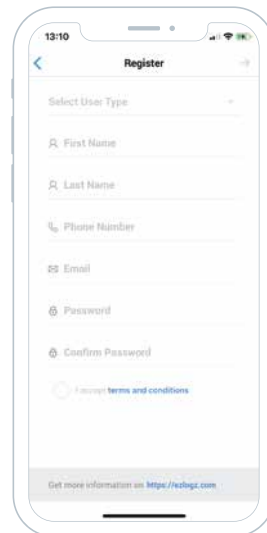 13:10
Register
Select User Type
First Name
Last Name
Phone Number
Email
Password
Confirm Password
I accept terms and conditions
Get more information on https://ezlogz.com